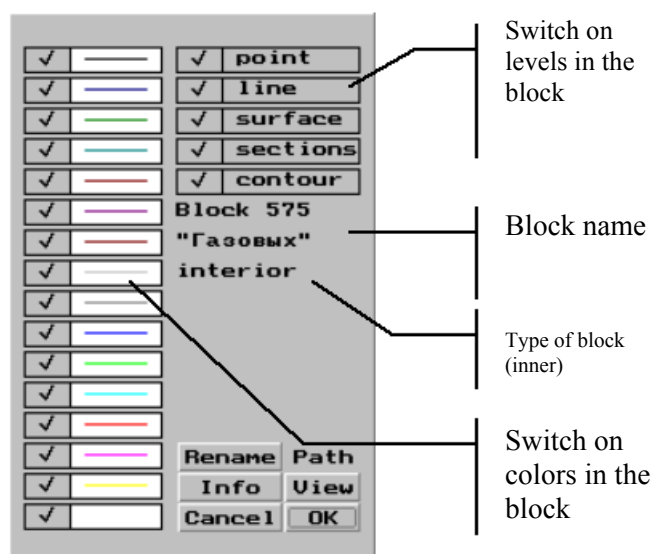 point
line
surface
sections
contour
Block 575
"Газовых"
interior
Rename Path
Info View
Cancel OK
Switch on
levels in the
block
Block name
Type of block
(inner)
Switch on
colors in the
block